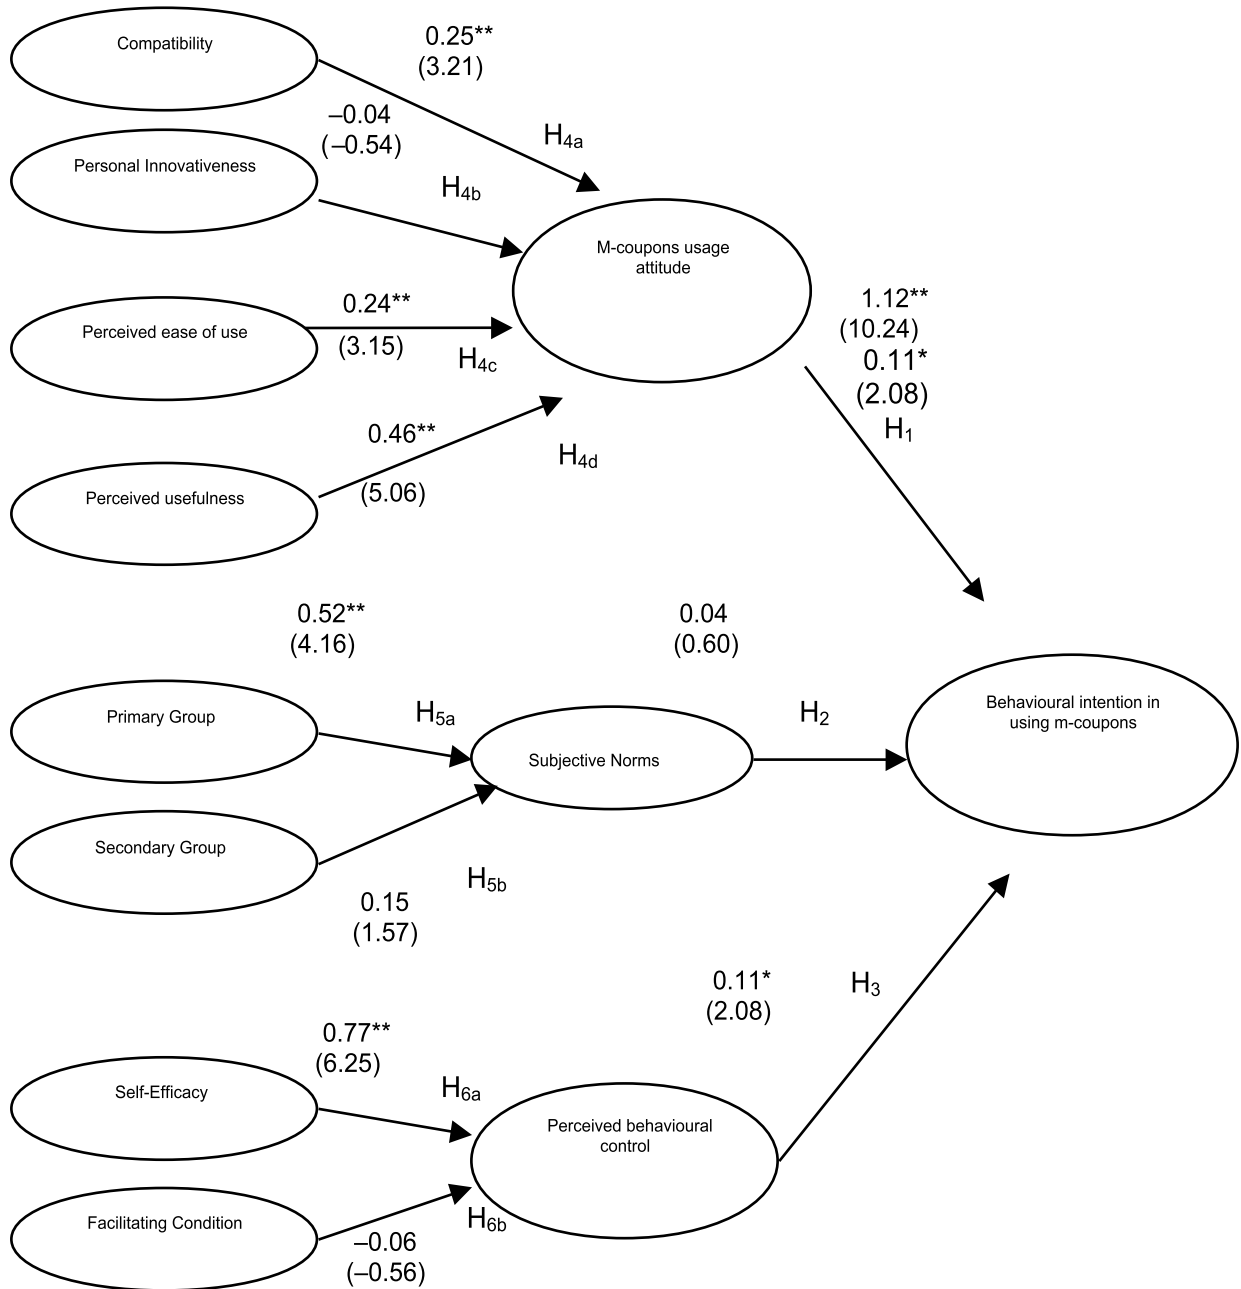 Compatibility
0.25**
(3.21)
–0.04
(–0.54)
H4a
Personal Innovativeness
H4b
M-coupons usage
attitude
0.24**
(3.15)
H4c
Perceived ease of use
1.12**
(10.24)
0.11*
(2.08)
H1
0.46**
(5.06)
H4d
Perceived usefulness
0.52**
(4.16)
0.04
(0.60)
Primary Group
H5a
Subjective Norms
H2
Behavioural intention in
using m-coupons
Secondary Group
H5b
0.15
(1.57)
0.11*
(2.08)
H3
0.77**
(6.25)
Self-Efficacy
H6a
Perceived behavioural
control
Facilitating Condition
H6b
–0.06
(–0.56)